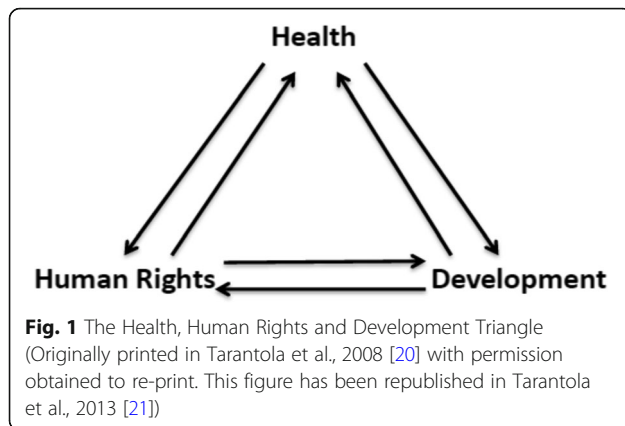 Health
Human Rights
Development
Fig. 1 The Health, Human Rights and Development Triangle
(Originally printed in Tarantola et al., 2008 [20] with permission
obtained to re-print. This figure has been republished in Tarantola
et al., 2013 [21])